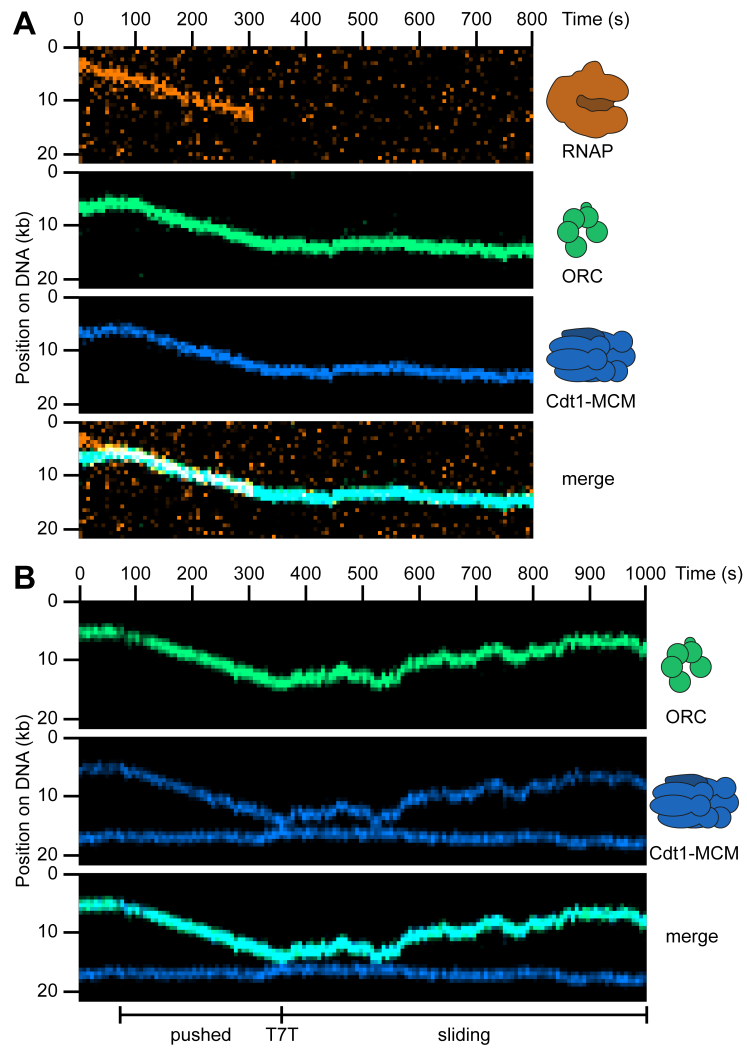 A
0 100 200 300 400 500 600 700 800 Time (s)
0
10
20
RNAP
0
10
20
ORC
0
10
20
Cdt1-MCM
0
10
20
merge
Position on DNA (kb)
B
0 100 200 300 400 500 600 700 800 900 1000 Time (s)
0
10
20
ORC
0
10
20
Cdt1-MCM
0
10
20
merge
Position on DNA (kb)
pushed T7T sliding